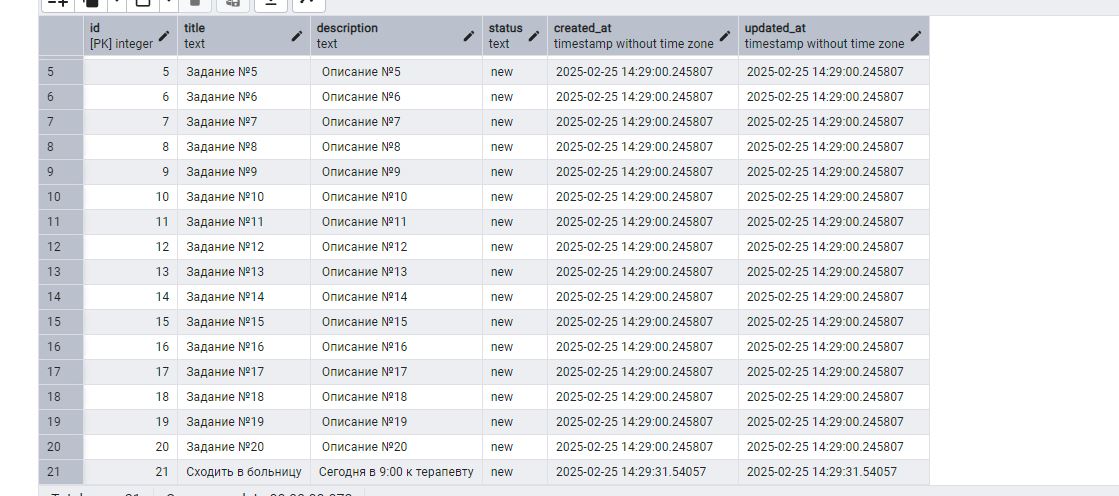 id title description status created_at updated_at
[PK] integer text text text timestamp without time zone timestamp without time zone
5 5 Задание №5 Описание №5 new 2025-02-25 14:29:00.245807 2025-02-25 14:29:00.245807
6 6 Задание №6 Описание №6 new 2025-02-25 14:29:00.245807 2025-02-25 14:29:00.245807
7 7 Задание №7 Описание №7 new 2025-02-25 14:29:00.245807 2025-02-25 14:29:00.245807
8 8 Задание №8 Описание №8 new 2025-02-25 14:29:00.245807 2025-02-25 14:29:00.245807
9 9 Задание №9 Описание №9 new 2025-02-25 14:29:00.245807 2025-02-25 14:29:00.245807
10 10 Задание №10 Описание №10 new 2025-02-25 14:29:00.245807 2025-02-25 14:29:00.245807
11 11 Задание №11 Описание №11 new 2025-02-25 14:29:00.245807 2025-02-25 14:29:00.245807
12 12 Задание №12 Описание №12 new 2025-02-25 14:29:00.245807 2025-02-25 14:29:00.245807
13 13 Задание №13 Описание №13 new 2025-02-25 14:29:00.245807 2025-02-25 14:29:00.245807
14 14 Задание №14 Описание №14 new 2025-02-25 14:29:00.245807 2025-02-25 14:29:00.245807
15 15 Задание №15 Описание №15 new 2025-02-25 14:29:00.245807 2025-02-25 14:29:00.245807
16 16 Задание №16 Описание №16 new 2025-02-25 14:29:00.245807 2025-02-25 14:29:00.245807
17 17 Задание №17 Описание №17 new 2025-02-25 14:29:00.245807 2025-02-25 14:29:00.245807
18 18 Задание №18 Описание №18 new 2025-02-25 14:29:00.245807 2025-02-25 14:29:00.245807
19 19 Задание №19 Описание №19 new 2025-02-25 14:29:00.245807 2025-02-25 14:29:00.245807
20 20 Задание №20 Описание №20 new 2025-02-25 14:29:00.245807 2025-02-25 14:29:00.245807
21 21 Сходить в больницу Сегодня в 9:00 к терапевту new 2025-02-25 14:29:31.54057 2025-02-25 14:29:31.54057